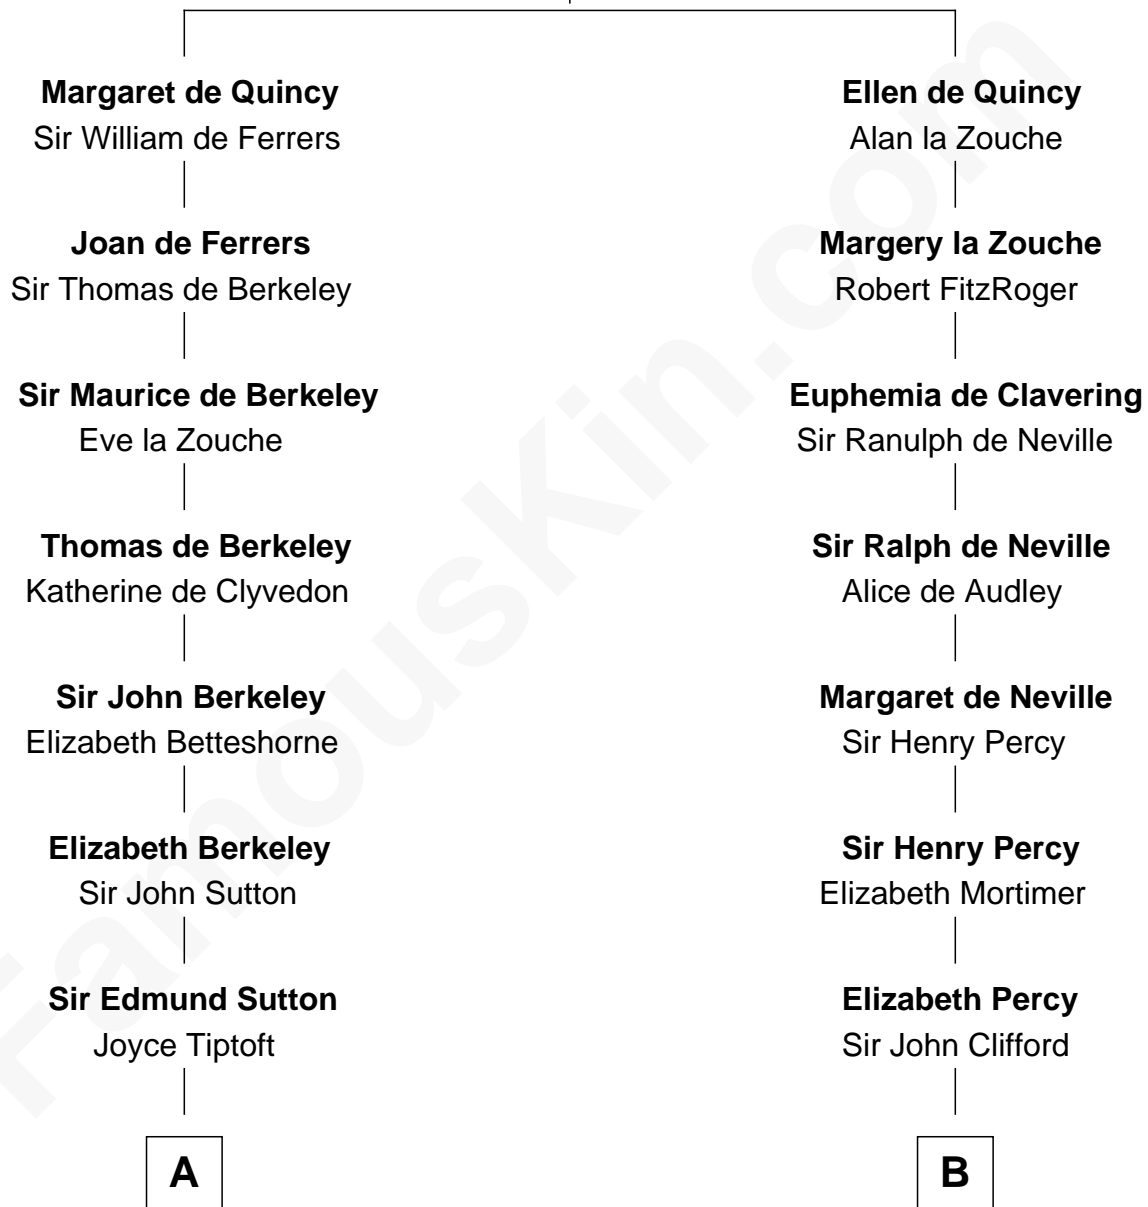 Margaret de Quincy
Sir William de Ferrers
Joan de Ferrers
Sir Thomas de Berkeley
Sir Maurice de Berkeley
Eve la Zouche
Thomas de Berkeley
Katherine de Clyvedon
Sir John Berkeley
Elizabeth Betteshorne
Elizabeth Berkeley
Sir John Sutton
Sir Edmund Sutton
Joyce Tiptoft
A
Ellen de Quincy
Alan la Zouche
Margery la Zouche
Robert FitzRoger
Euphemia de Clavering
Sir Ranulph de Neville
Sir Ralph de Neville
Alice de Audley
Margaret de Neville
Sir Henry Percy
Sir Henry Percy
Elizabeth Mortimer
Elizabeth Percy
Sir John Clifford
B
FamousKin.com